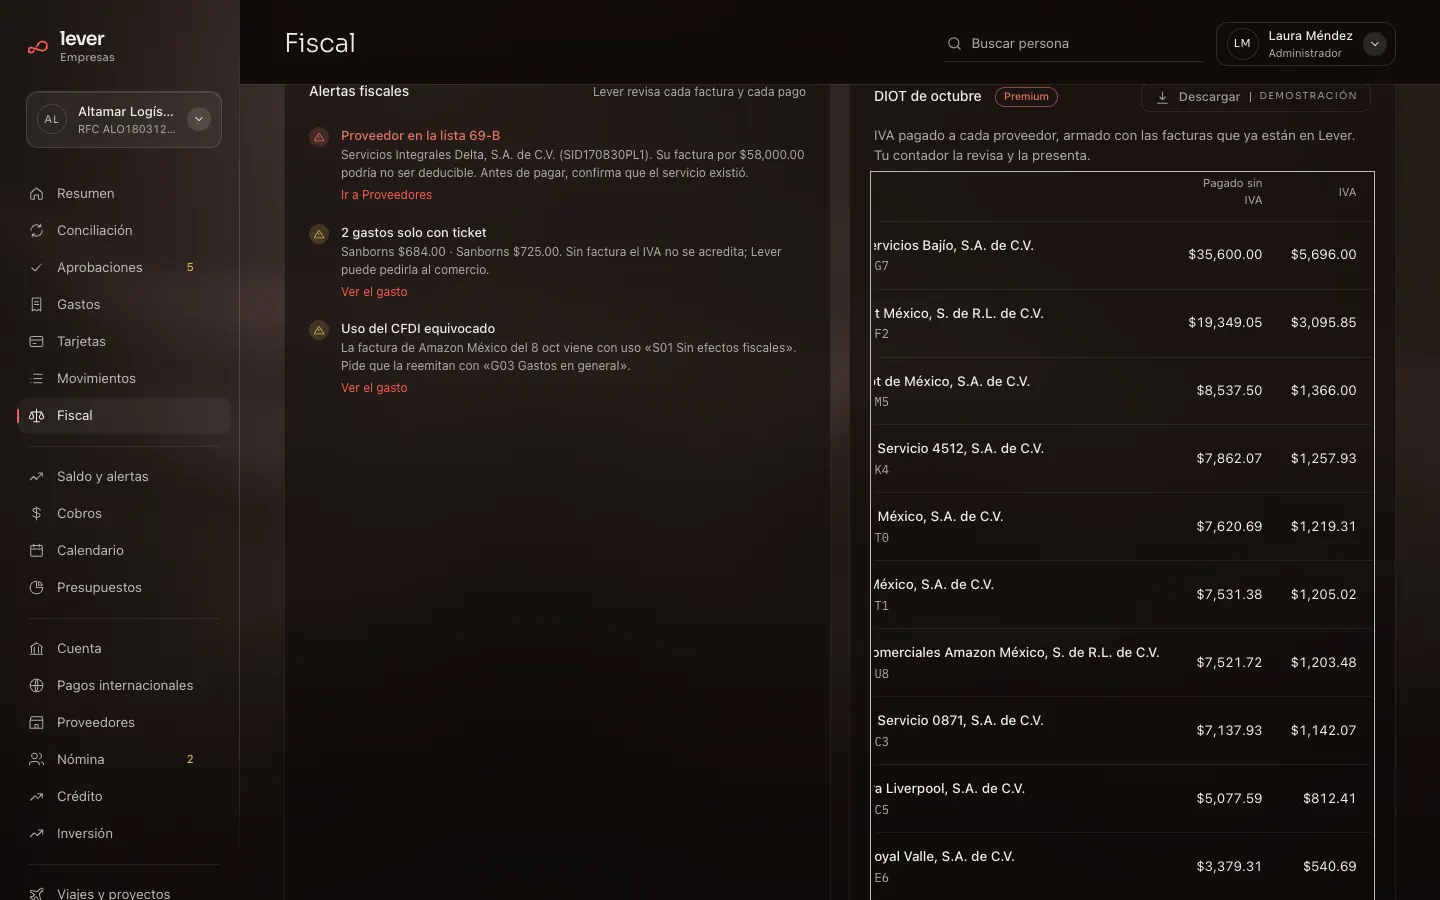 lever
Empresas
AL
Altamar Logís...
RFC ALO180312...
Resumen
Conciliación
Aprobaciones 5
Gastos
Tarjetas
Movimientos
Fiscal
Saldo y alertas
Cobros
Calendario
Presupuestos
Cuenta
Pagos internacionales
Proveedores
Nómina 2
Crédito
Inversión
Viajes y proyectos
Fiscal
Buscar persona
LM
Laura Méndez
Administrador
Alertas fiscales
Lever revisa cada factura y cada pago
Proveedor en la lista 69-B
Servicios Integrales Delta, S.A. de C.V. (SID170830PL1). Su factura por $58,000.00
podría no ser deducible. Antes de pagar, confirma que el servicio existió.
Ir a Proveedores
2 gastos solo con ticket
Sanborns $684.00 · Sanborns $725.00. Sin factura el IVA no se acredita; Lever
puede pedirla al comercio.
Ver el gasto
Uso del CFDI equivocado
La factura de Amazon México del 8 oct viene con uso «S01 Sin efectos fiscales».
Pide que la reemitan con «G03 Gastos en general».
Ver el gasto
DIOT de octubre Premium
Descargar | DEMOSTRACIÓN
IVA pagado a cada proveedor, armado con las facturas que ya están en Lever.
Tu contador la revisa y la presenta.
Pagado sin
IVA
IVA
ervicios Bajío, S.A. de C.V.
G7
$35,600.00 $5,696.00
t México, S. de R.L. de C.V.
F2
$19,349.05 $3,095.85
ot de México, S.A. de C.V.
M5
$8,537.50 $1,366.00
Servicio 4512, S.A. de C.V.
K4
$7,862.07 $1,257.93
México, S.A. de C.V.
T0
$7,620.69 $1,219.31
México, S.A. de C.V.
T1
$7,531.38 $1,205.02
omerciales Amazon México, S. de R.L. de C.V.
U8
$7,521.72 $1,203.48
Servicio 0871, S.A. de C.V.
C3
$7,137.93 $1,142.07
a Liverpool, S.A. de C.V.
C5
$5,077.59 $812.41
oyal Valle, S.A. de C.V.
E6
$3,379.31 $540.69